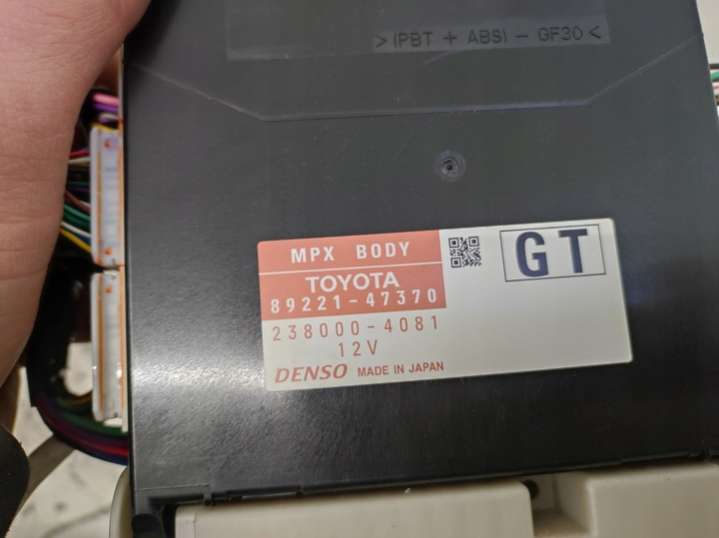 >(PBT + ABS) - GF30<
MPX BODY
GT
TOYOTA
89221-47370
238000-4081
12V
DENSO MADE IN JAPAN